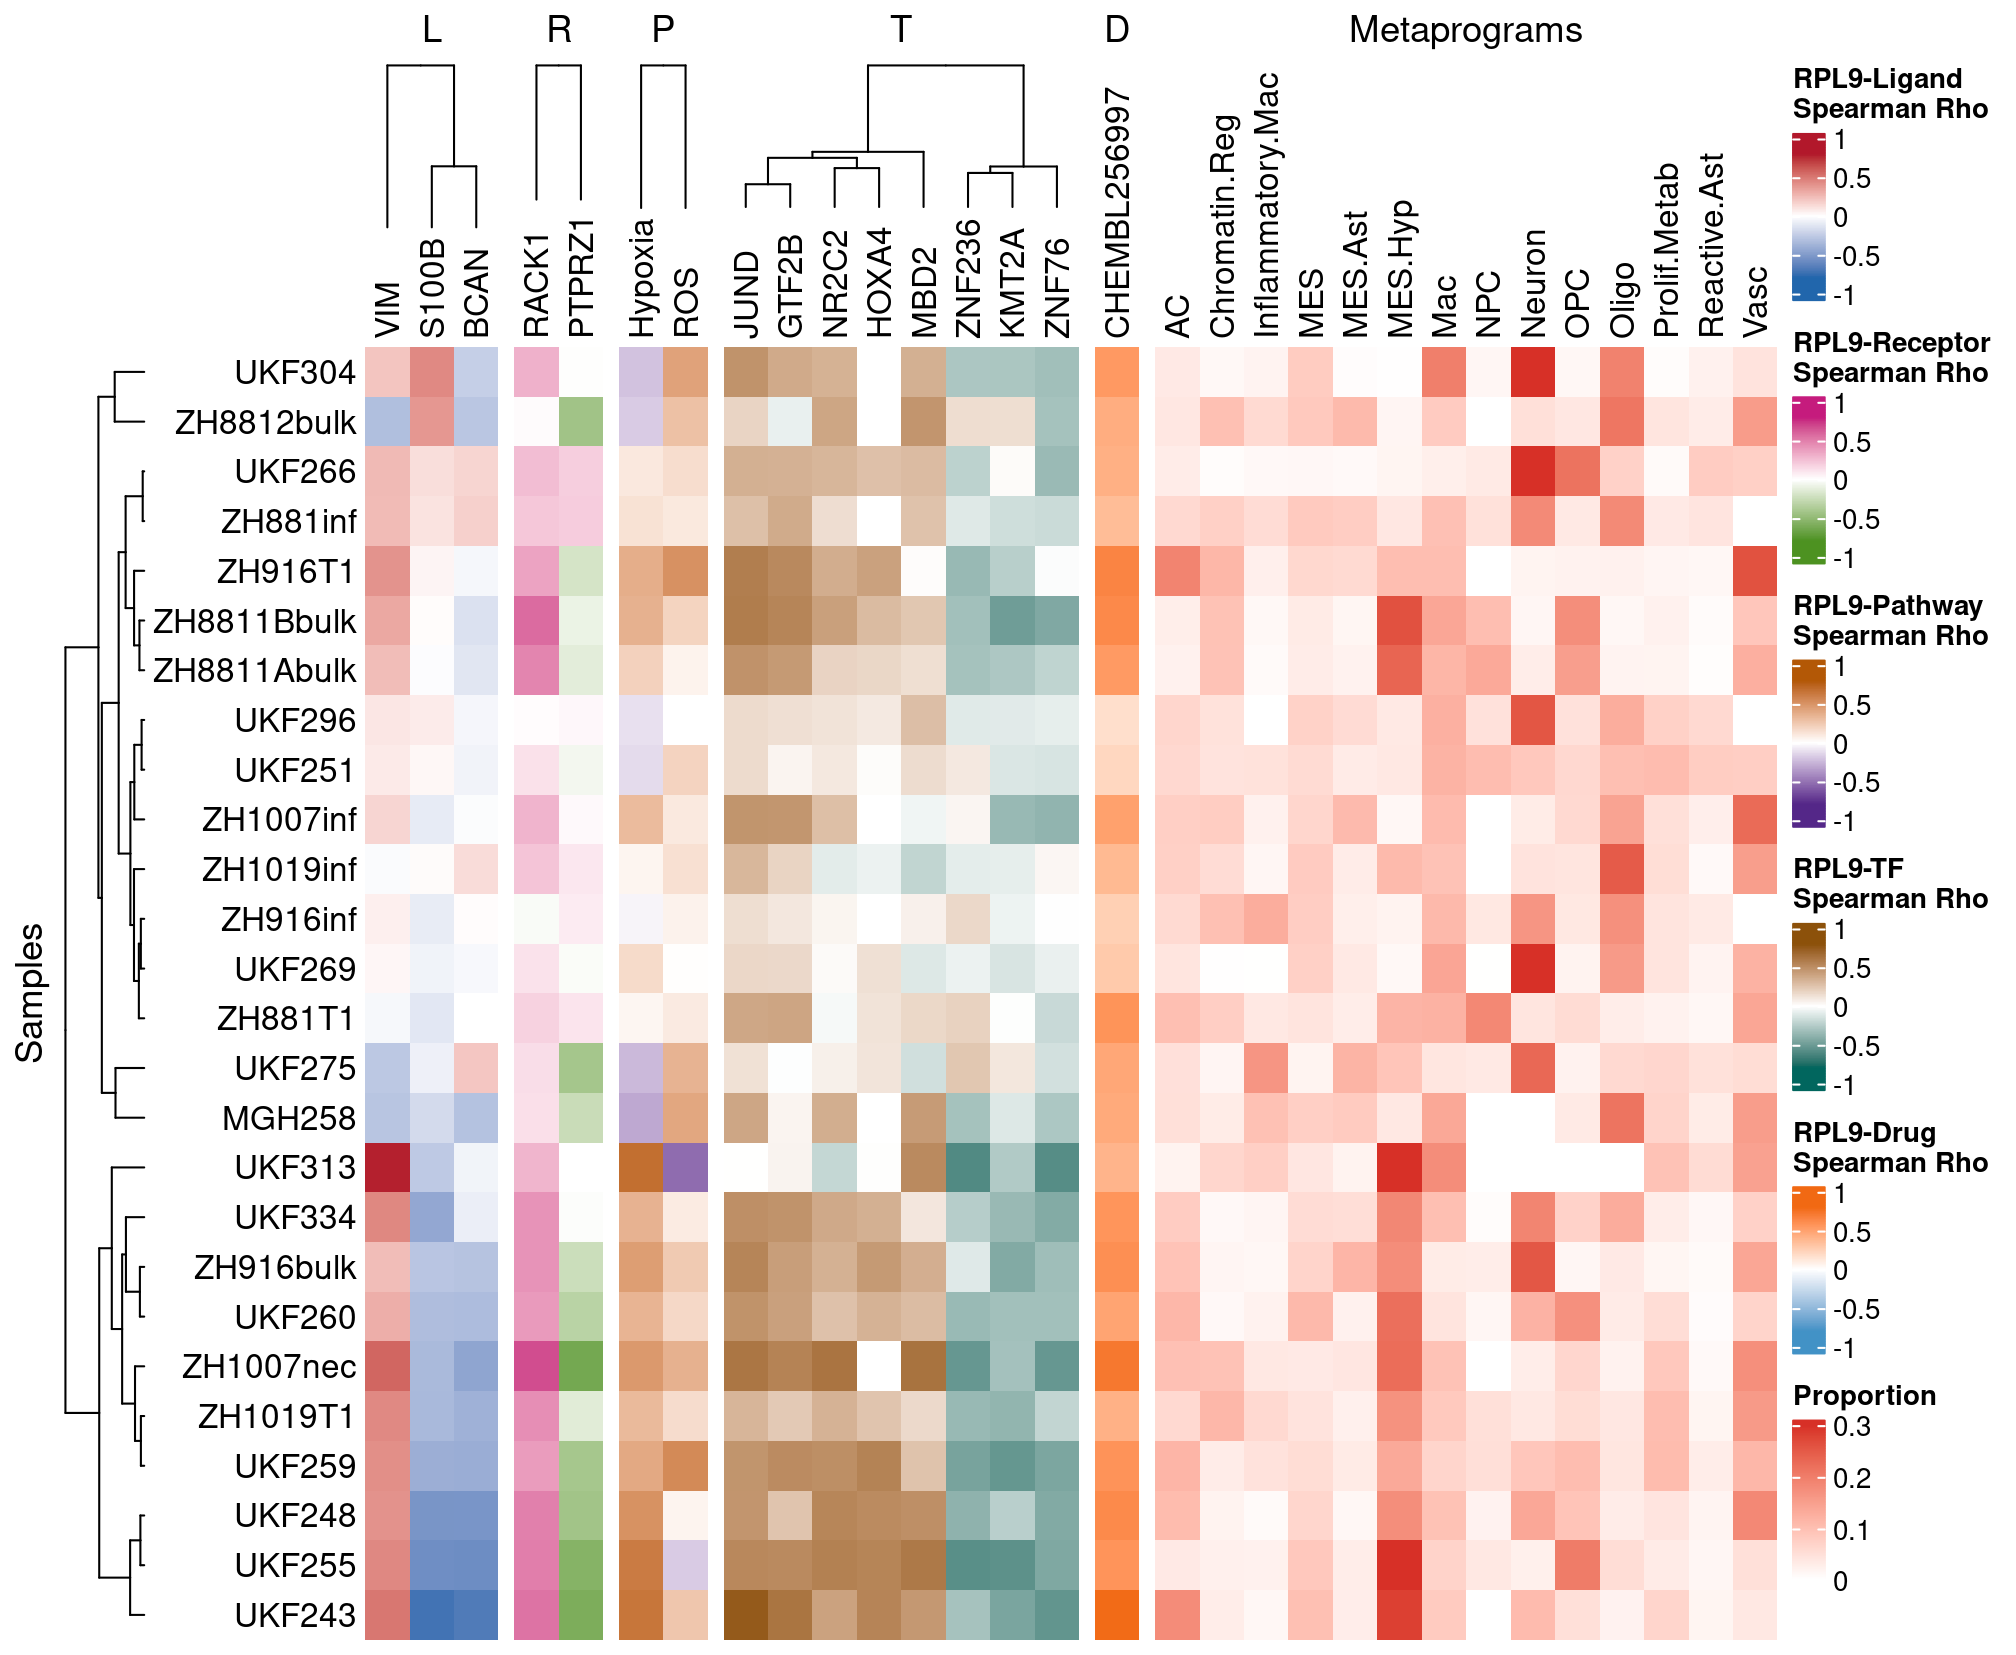 L R P T D Metaprograms
VIM S100B BCAN RACK1 PTPRZ1 Hypoxia ROS JUND GTF2B NR2C2 HOXA4 MBD2 ZNF236 KMT2A ZNF76 CHEMBL256997 AC Chromatin.Reg Inflammatory.Mac MES MES.Ast MES.Hyp Mac NPC Neuron OPC Oligo Prolif.Metab Reactive.Ast Vasc
Samples
UKF304
ZH8812bulk
UKF266
ZH881inf
ZH916T1
ZH8811Bbulk
ZH8811Abulk
UKF296
UKF251
ZH1007inf
ZH1019inf
ZH916inf
UKF269
ZH881T1
UKF275
MGH258
UKF313
UKF334
ZH916bulk
UKF260
ZH1007nec
ZH1019T1
UKF259
UKF248
UKF255
UKF243
RPL9-Ligand
Spearman Rho
1
0.5
0
-0.5
-1
RPL9-Receptor
Spearman Rho
1
0.5
0
-0.5
-1
RPL9-Pathway
Spearman Rho
1
0.5
0
-0.5
-1
RPL9-TF
Spearman Rho
1
0.5
0
-0.5
-1
RPL9-Drug
Spearman Rho
1
0.5
0
-0.5
-1
Proportion
0.3
0.2
0.1
0